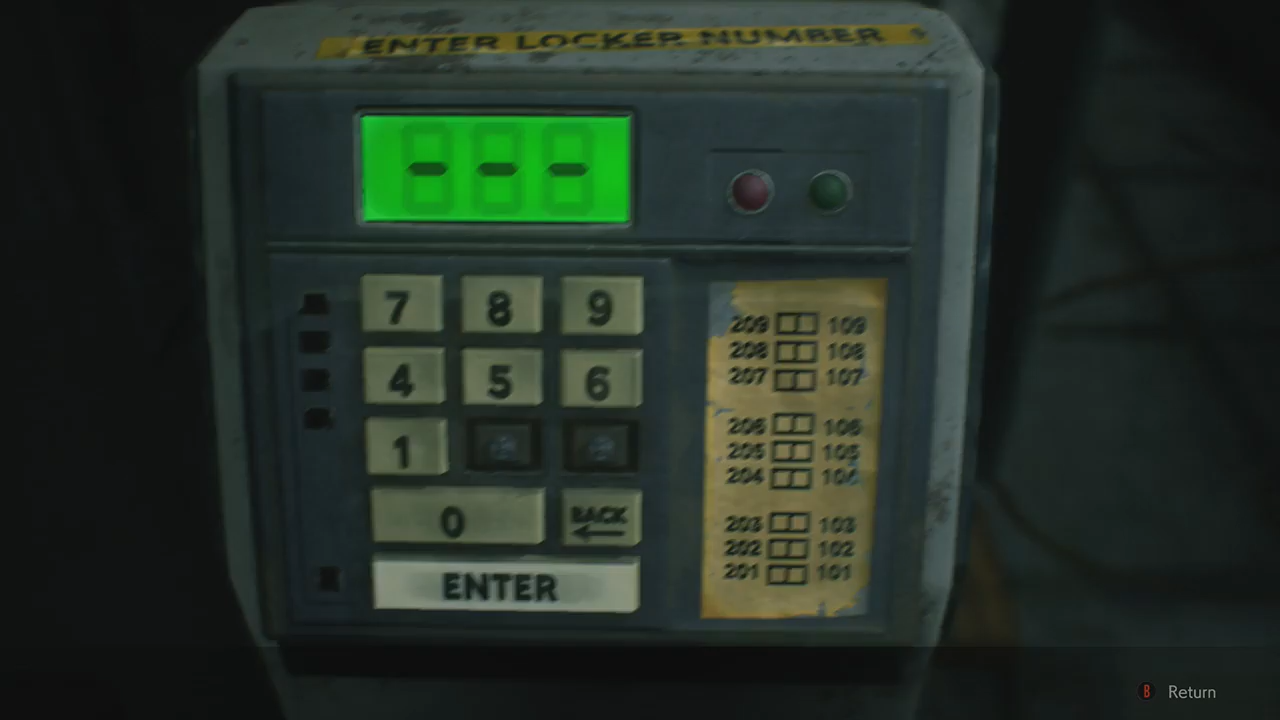 ENTER LOCKER NUMBER
- - -
7 8 9
4 5 6
1
0 BACK
ENTER
209 109
208 108
207 107
206 106
205 105
204 104
203 103
202 102
201 101
B Return